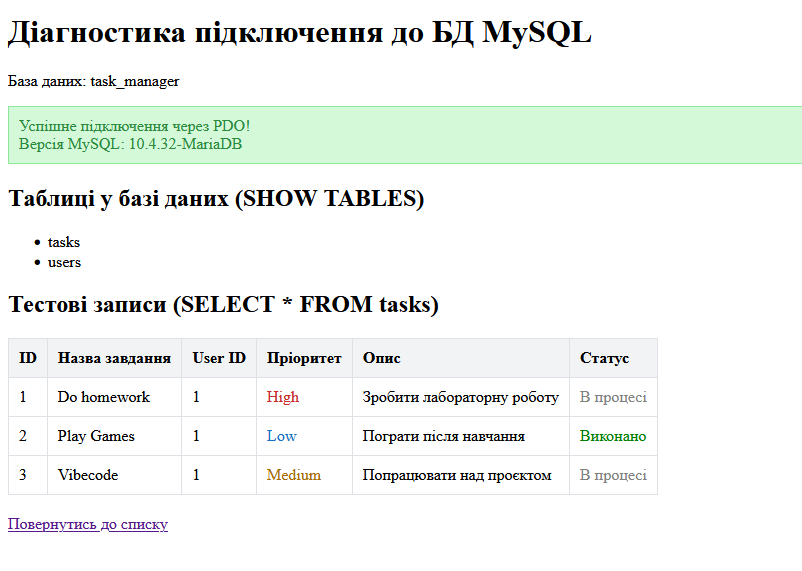 Діагностика підключення до БД MySQL
База даних: task_manager
Успішне підключення через PDO!
Версія MySQL: 10.4.32-MariaDB
Таблиці у базі даних (SHOW TABLES)
tasks
users
Тестові записи (SELECT * FROM tasks)
ID Назва завдання User ID Пріоритет Опис Статус
1 Do homework 1 High Зробити лабораторну роботу В процесі
2 Play Games 1 Low Пограти після навчання Виконано
3 Vibecode 1 Medium Попрацювати над проєктом В процесі
Повернутись до списку